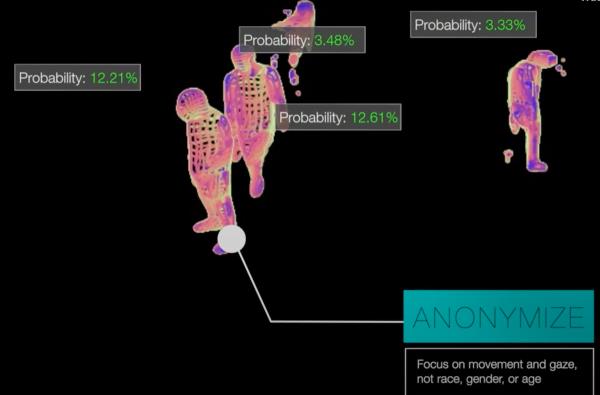 Probability: 3.48%
Probability: 3.33%
Probability: 12.21%
Probability: 12.61%
ANONYMIZE
Focus on movement and gaze,
not race, gender, or age